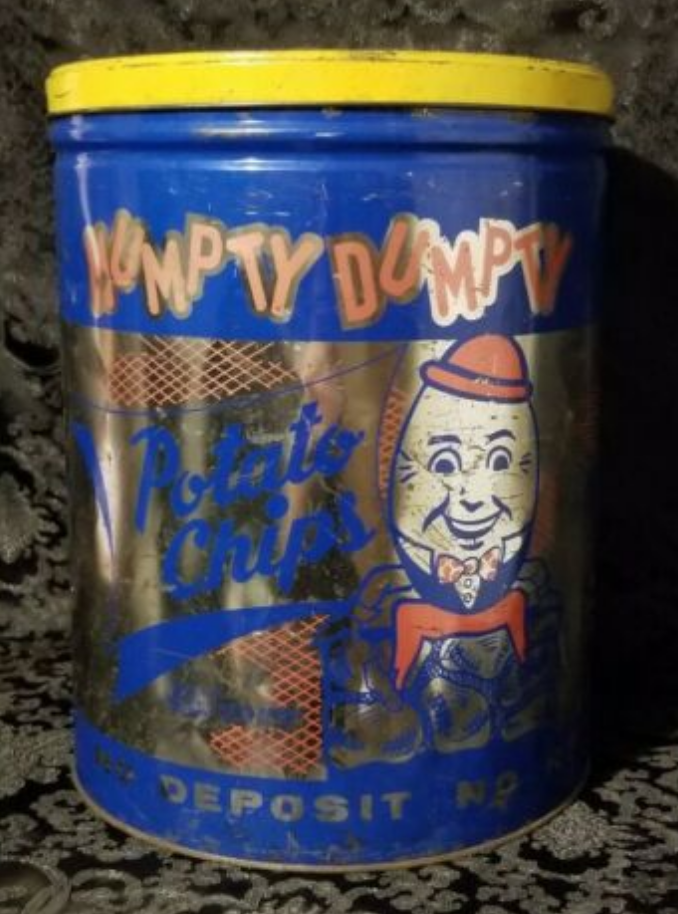 HUMPTY DUMPTY
Potato
Chips
DEPOSIT NO